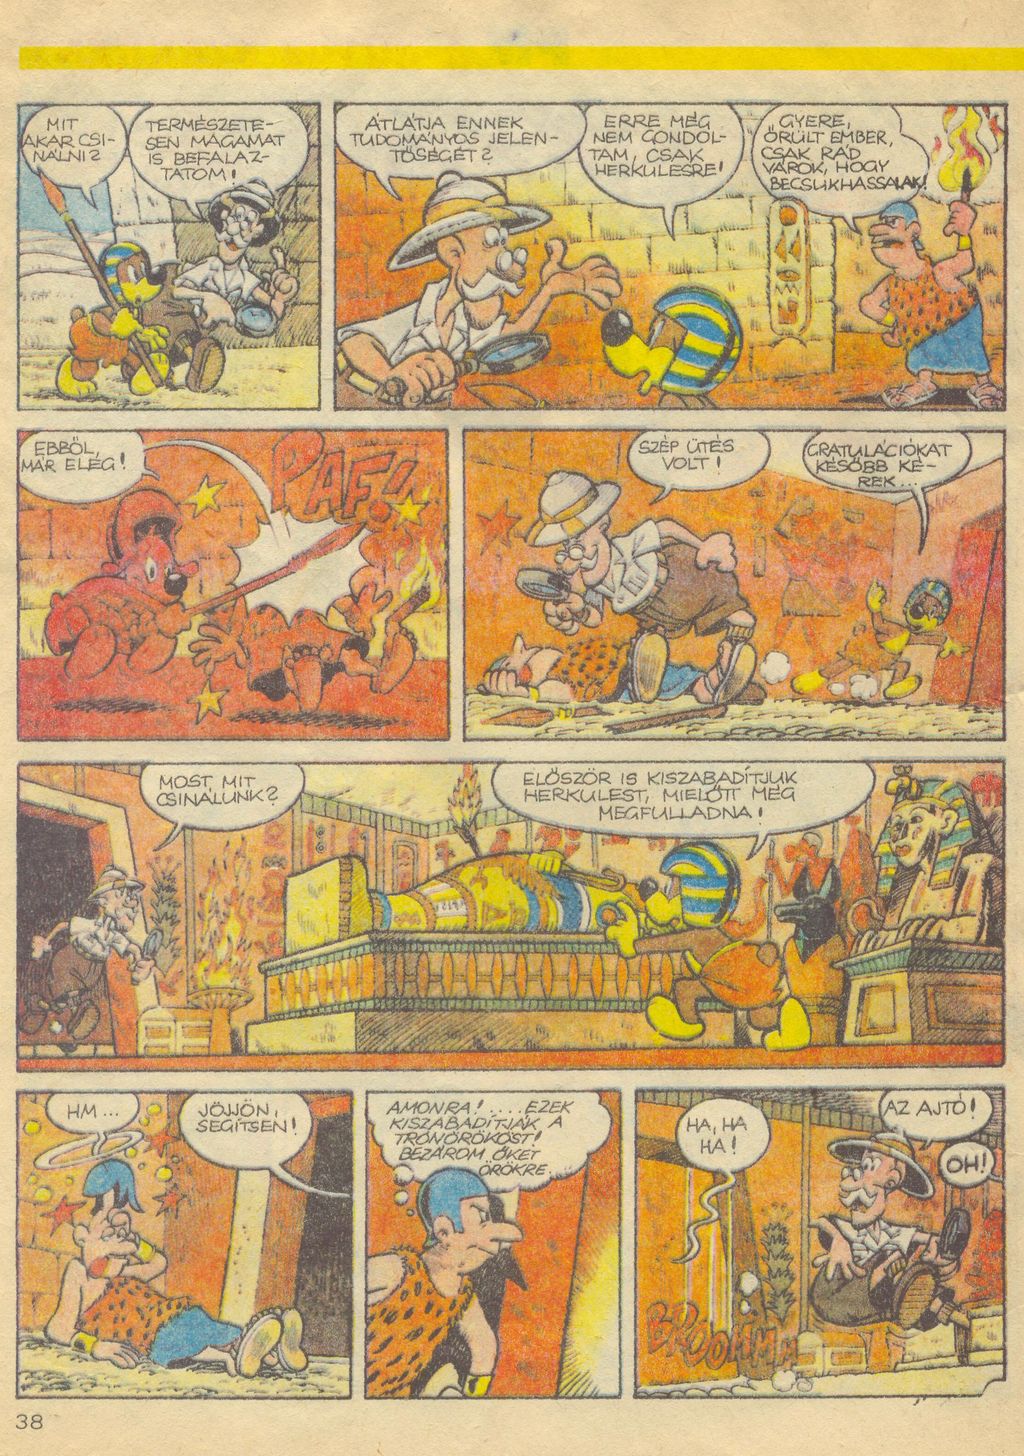 MIT
AKAR CSI-
NÁLNI?
TERMÉSZETE-
SEN MAGAMAT
IS BEFALAZ-
TATOM!
ÁTLÁTJA ENNEK
TUDOMÁNYOS JELEN-
TŐSÉGÉT?
ERRE MÉG
NEM GONDOL-
TAM, CSAK
HERKULESRE!
GYERE,
ŐRÜLT EMBER,
CSAK RÁD
VÁROK, HOGY
BECSUKHASSALAK!
EBBŐL,
MÁR ELÉG!
PAF!!
SZÉP ÜTÉS
VOLT!
GRATULÁCIÓKAT
KÉSŐBB KÉ-
REK...
MOST, MIT
CSINÁLUNK?
ELŐSZÖR IS KISZABADÍTJUK
HERKULEST, MIELŐTT MÉG
MEGFULLADNA!
HM...
JÖJJÖN,
SEGÍTSEN!
AMONRA!....EZEK
KISZABADÍTJÁK A
TRÓNÖRÖKÖST!
BEZÁROM ŐKET
ÖRÖKRE...
HA, HA
HA!
AZ AJTÓ!
OH!
BROOMM
38